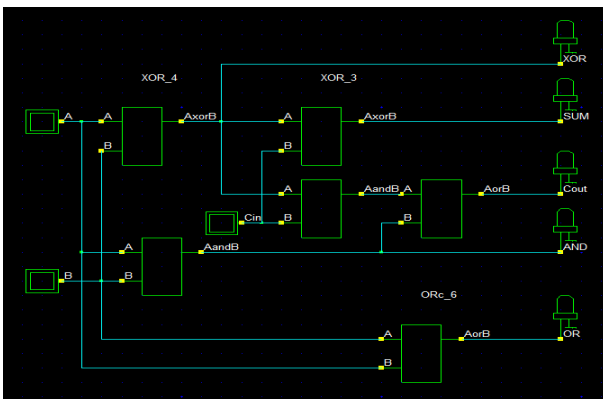 XOR
XOR_4 XOR_3
A A AxorB A AxorB SUM
B B
A AandB A AorB Cout
Cin B B
A AandB AND
B B
ORc_6
A AorB OR
B